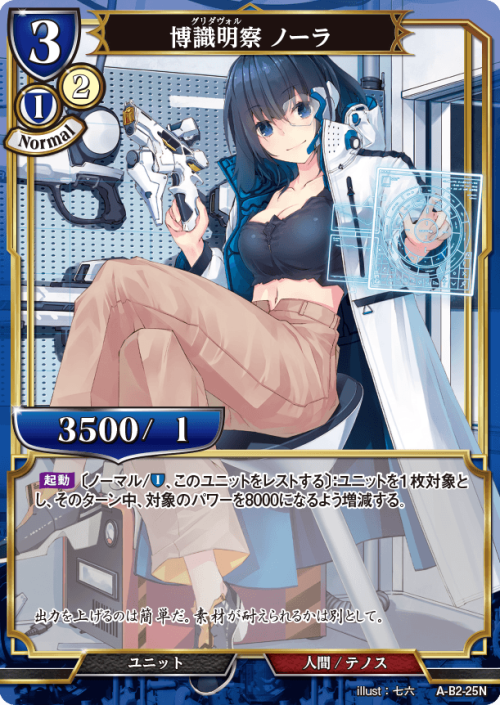 3
グリダヴォル
博識明察 ノーラ
1
2
Normal
3500/ 1
起動 〔ノーマル/1、このユニットをレストする〕:ユニットを1枚対象と
し、そのターン中、対象のパワーを8000になるよう増減する。
出力を上げるのは簡単だ。素材が耐えられるかは別として。
ユニット
人間/テノス
illust:七六 A-B2-25N